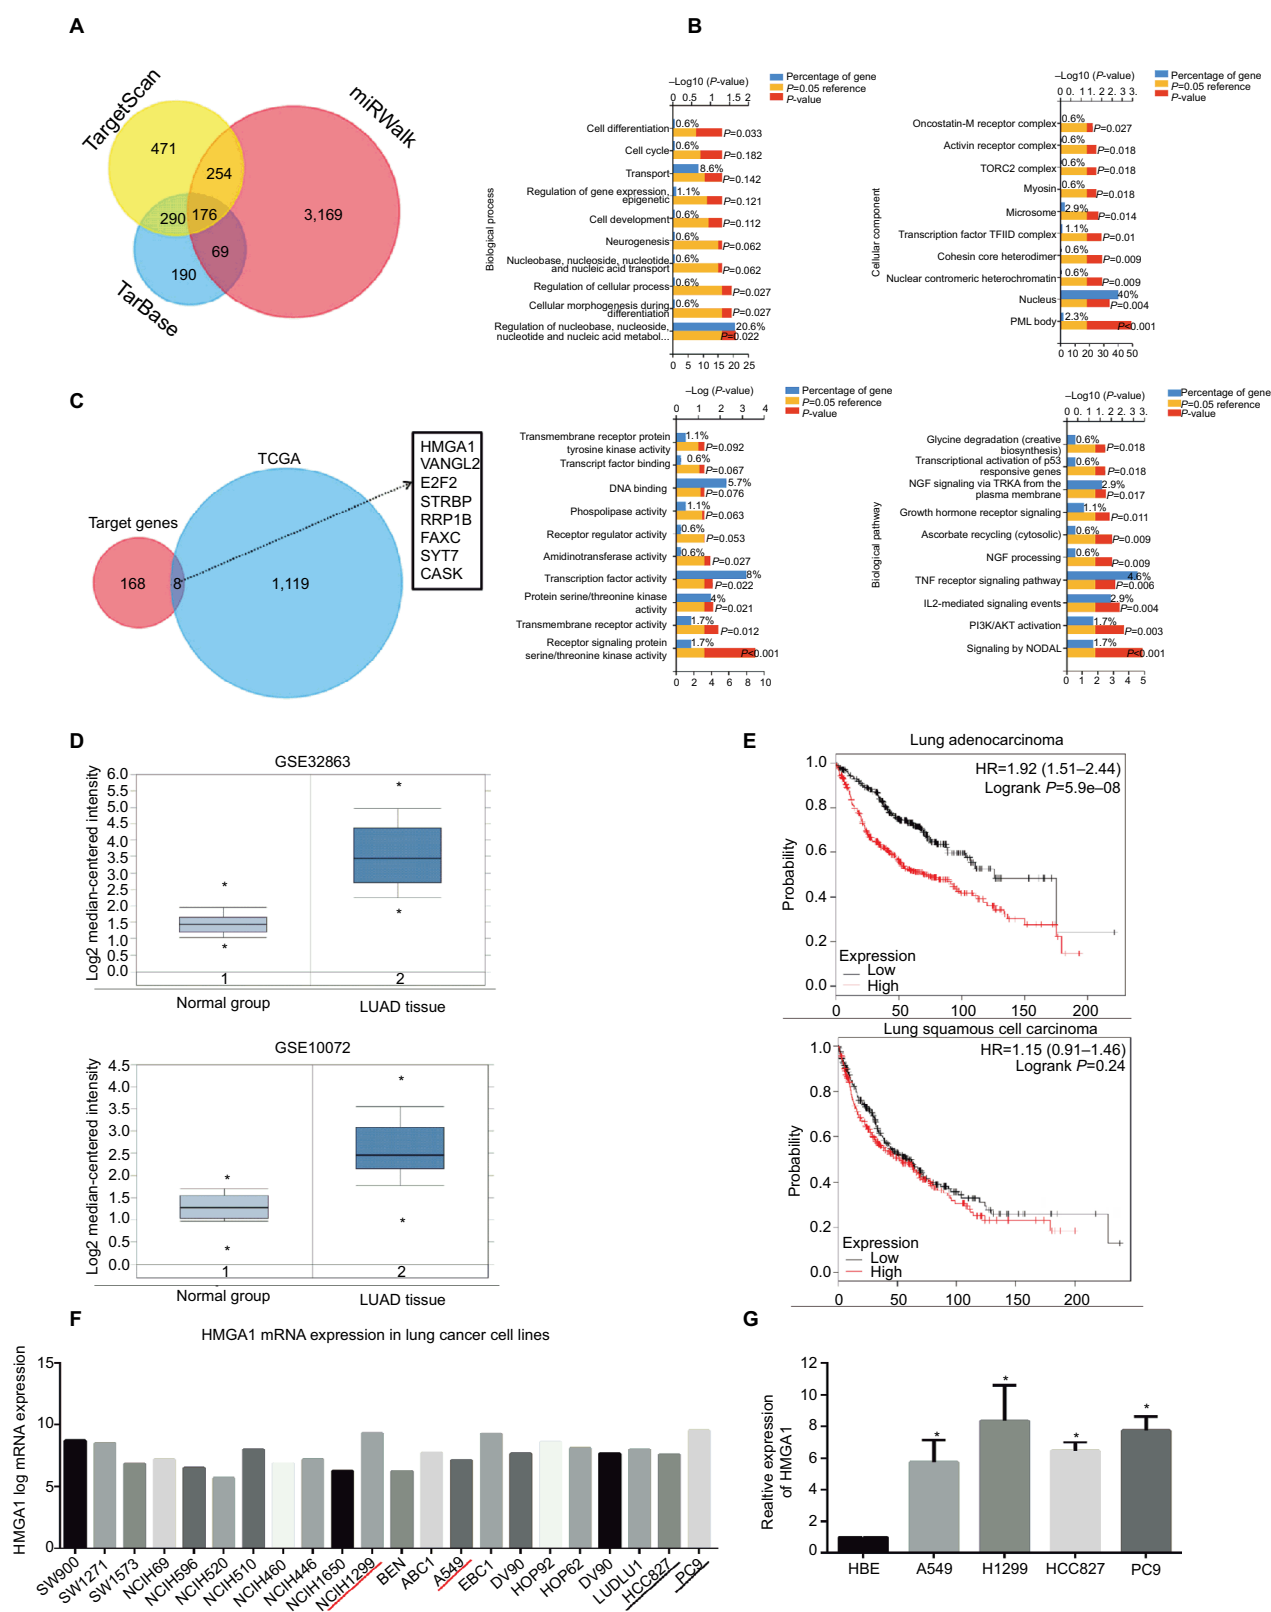 A
TargetScan
miRWalk
TarBase
471
254
290
176
3,169
69
190
B
–Log10 (P-value)
0 0.5 1 1.5 2
Percentage of gene
P=0.05 reference
P-value
Biological process
Cell differentiation
0.6%
P=0.033
Cell cycle
0.6%
P=0.182
Transport
8.6%
P=0.142
Regulation of gene expression,
epigenetic
1.1%
P=0.121
Cell development
0.6%
P=0.112
Neurogenesis
0.6%
P=0.062
Nucleobase, nucleoside, nucleotide
and nucleic acid transport
0.6%
P=0.062
Regulation of cellular process
0.6%
P=0.027
Cellular morphogenesis during
differentiation
0.6%
P=0.027
Regulation of nucleobase, nucleoside,
nucleotide and nucleic acid metabol...
20.6%
P=0.022
0 5 10 15 20 25
–Log10 (P-value)
0 0.1 1 1.2 2.3 3.
Percentage of gene
P=0.05 reference
P-value
Cellular component
Oncostatin-M receptor complex
0.6%
P=0.027
Activin receptor complex
0.6%
P=0.018
TORC2 complex
0.6%
P=0.018
Myosin
0.6%
P=0.018
Microsome
2.9%
P=0.014
Transcription factor TFIID complex
1.1%
P=0.01
Cohesin core heterodimer
0.6%
P=0.009
Nuclear contromeric heterochromatin
0.6%
P=0.009
Nucleus
40%
P=0.004
PML body
2.3%
P<0.001
0 10 20 30 40 50
C
Target genes
TCGA
168
8
1,119
HMGA1
VANGL2
E2F2
STRBP
RRP1B
FAXC
SYT7
CASK
–Log (P-value)
0 1 2 3 4
Percentage of gene
P=0.05 reference
P-value
Transmembrane receptor protein
tyrosine kinase activity
1.1%
P=0.092
Transcript factor binding
0.6%
P=0.067
DNA binding
5.7%
P=0.076
Phospolipase activity
1.1%
P=0.063
Receptor regulator activity
0.6%
P=0.053
Amidinotransferase activity
0.6%
P=0.027
Transcription factor activity
8%
P=0.022
Protein serine/threonine kinase
activity
4%
P=0.021
Transmembrane receptor activity
1.7%
P=0.012
Receptor signaling protein
serine/threonine kinase activity
1.7%
P<0.001
0 2 4 6 8 10
–Log10 (P-value)
0 0. 1. 1. 2. 2. 3. 3.
Percentage of gene
P=0.05 reference
P-value
Biological pathway
Glycine degradation (creative
biosynthesis)
0.6%
P=0.018
Transcriptional activation of p53
responsive genes
0.6%
P=0.018
NGF signaling via TRKA from the
plasma membrane
2.9%
P=0.017
Growth hormone receptor signaling
1.1%
P=0.011
Ascorbate recycling (cytosolic)
0.6%
P=0.009
NGF processing
0.6%
P=0.009
TNF receptor signaling pathway
4.6%
P=0.006
IL2-mediated signaling events
2.9%
P=0.004
PI3K/AKT activation
1.7%
P=0.003
Signaling by NODAL
1.7%
P<0.001
0 1 2 3 4 5
D
GSE32863
Log2 median-centered intensity
6.0
5.5
5.0
4.5
4.0
3.5
3.0
2.5
2.0
1.5
1.0
0.5
0.0
* * * *
1 2
Normal group LUAD tissue
GSE10072
Log2 median-centered intensity
4.5
4.0
3.5
3.0
2.5
2.0
1.5
1.0
0.5
0.0
* * * *
1 2
Normal group LUAD tissue
E
Lung adenocarcinoma
HR=1.92 (1.51–2.44)
Logrank P=5.9e–08
Probability
1.0
0.8
0.6
0.4
0.2
0.0
Expression
Low
High
0 50 100 150 200
Lung squamous cell carcinoma
HR=1.15 (0.91–1.46)
Logrank P=0.24
Probability
1.0
0.8
0.6
0.4
0.2
0.0
Expression
Low
High
0 50 100 150 200
F
HMGA1 mRNA expression in lung cancer cell lines
HMGA1 log mRNA expression
15
10
5
0
SW900 SW1271 SW1573 NCIH69 NCIH596 NCIH520 NCIH510 NCIH460 NCIH446 NCIH1650 NCIH1299 BEN ABC1 A549 EBC1 DV90 HOP92 HOP62 DV90 LUDLU1 HCC827 PC9
G
Realtive expression
of HMGA1
12
10
8
6
4
2
0
* * * *
HBE A549 H1299 HCC827 PC9